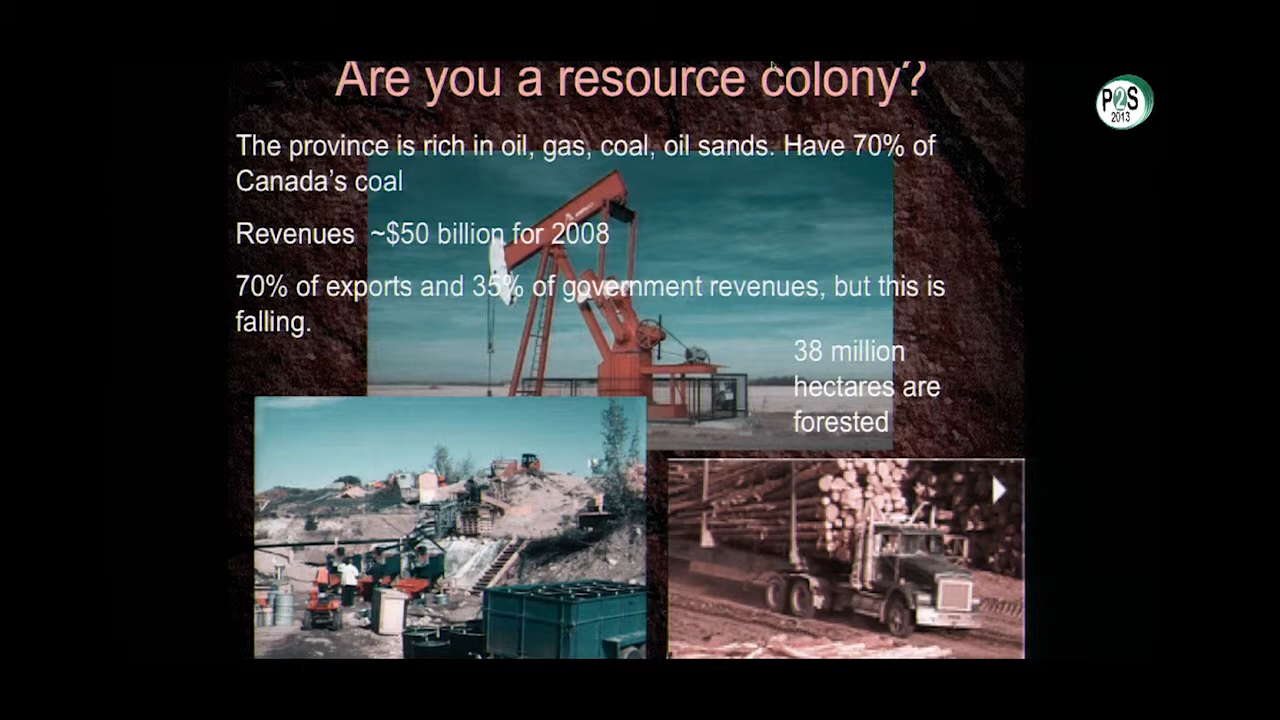 Are you a resource colony?
P2S
2013
The province is rich in oil, gas, coal, oil sands. Have 70% of
Canada's coal
Revenues ~$50 billion for 2008
70% of exports and 35% of government revenues, but this is
falling.
38 million
hectares are
forested